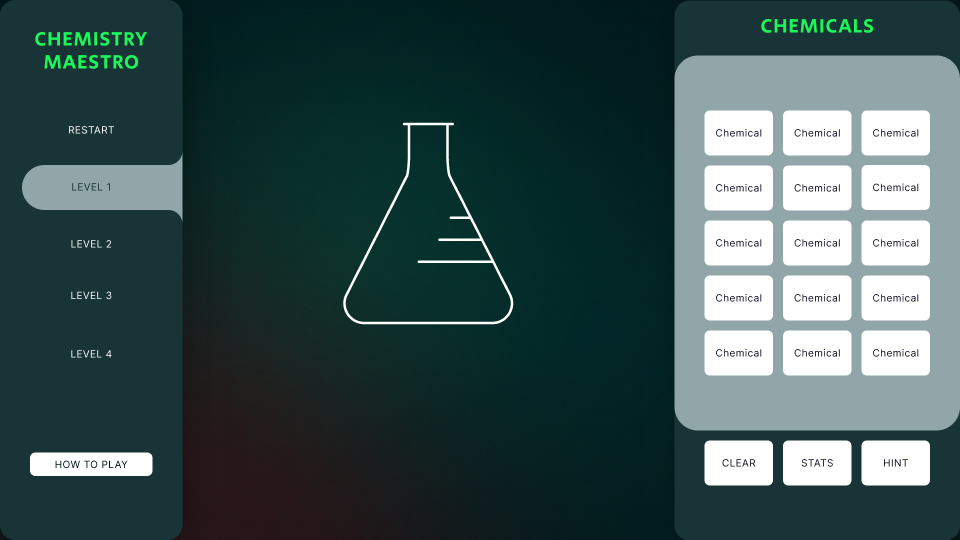 CHEMISTRY
MAESTRO
RESTART
LEVEL 1
LEVEL 2
LEVEL 3
LEVEL 4
HOW TO PLAY
CHEMICALS
Chemical Chemical Chemical
Chemical Chemical Chemical
Chemical Chemical Chemical
Chemical Chemical Chemical
Chemical Chemical Chemical
CLEAR STATS HINT